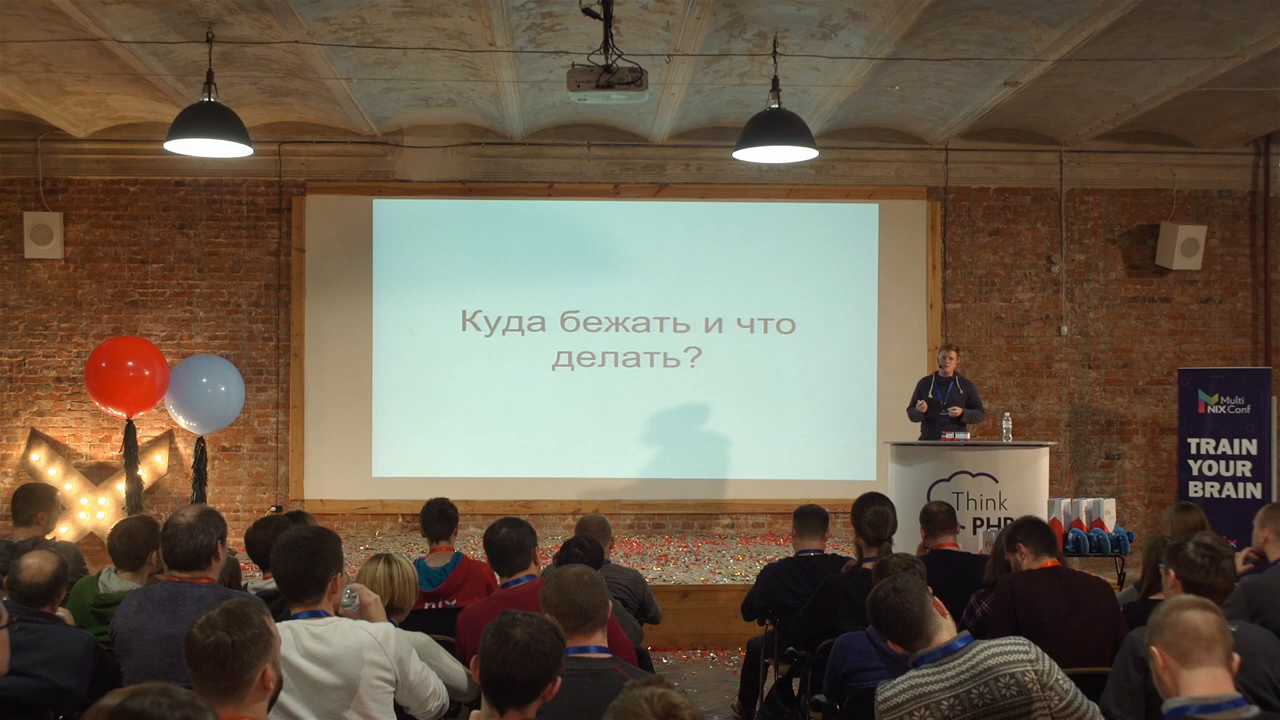 Куда бежать и что
делать?
Multi
NIX Conf
TRAIN
YOUR
BRAIN
Think
PHP